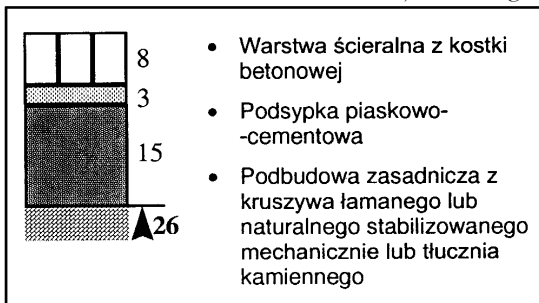 8
3
15
26
• Warstwa ścieralna z kostki
betonowej
• Podsypka piaskowo-
-cementowa
• Podbudowa zasadnicza z
kruszywa łamanego lub
naturalnego stabilizowanego
mechanicznie lub tłucznia
kamiennego